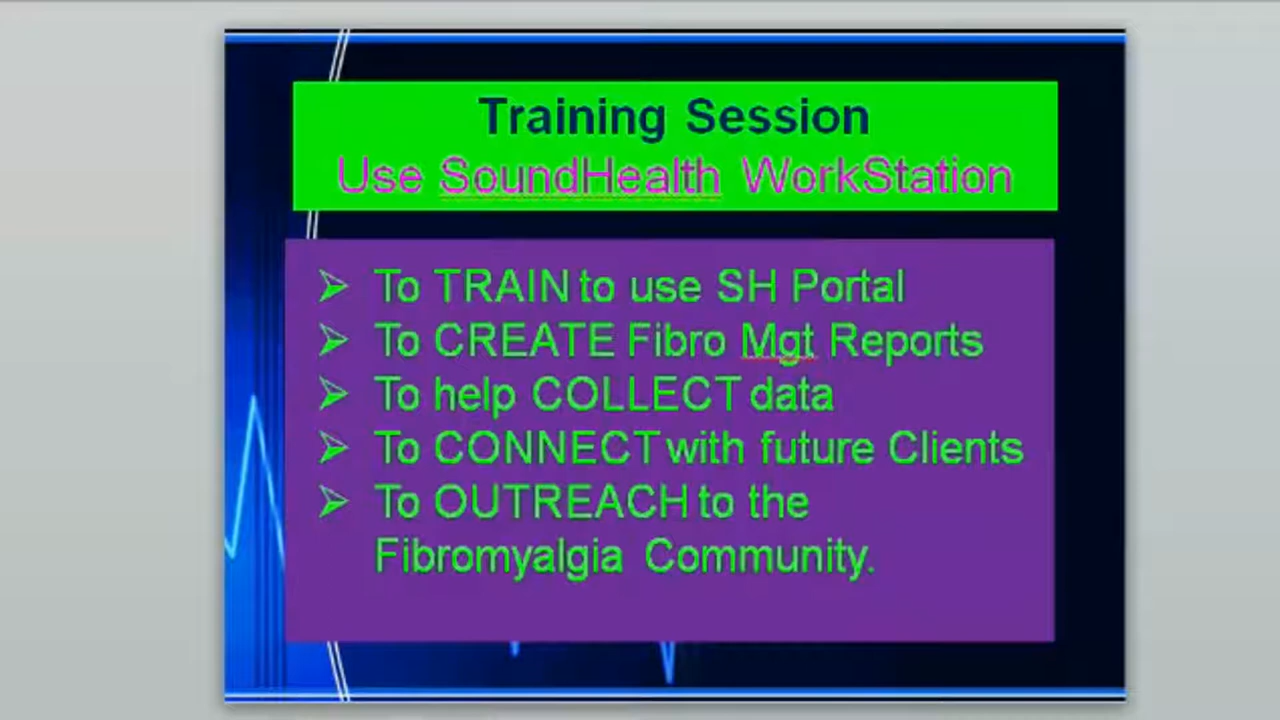 Training Session
Use SoundHealth WorkStation
➢ To TRAIN to use SH Portal
➢ To CREATE Fibro Mgt Reports
➢ To help COLLECT data
➢ To CONNECT with future Clients
➢ To OUTREACH to the
Fibromyalgia Community.